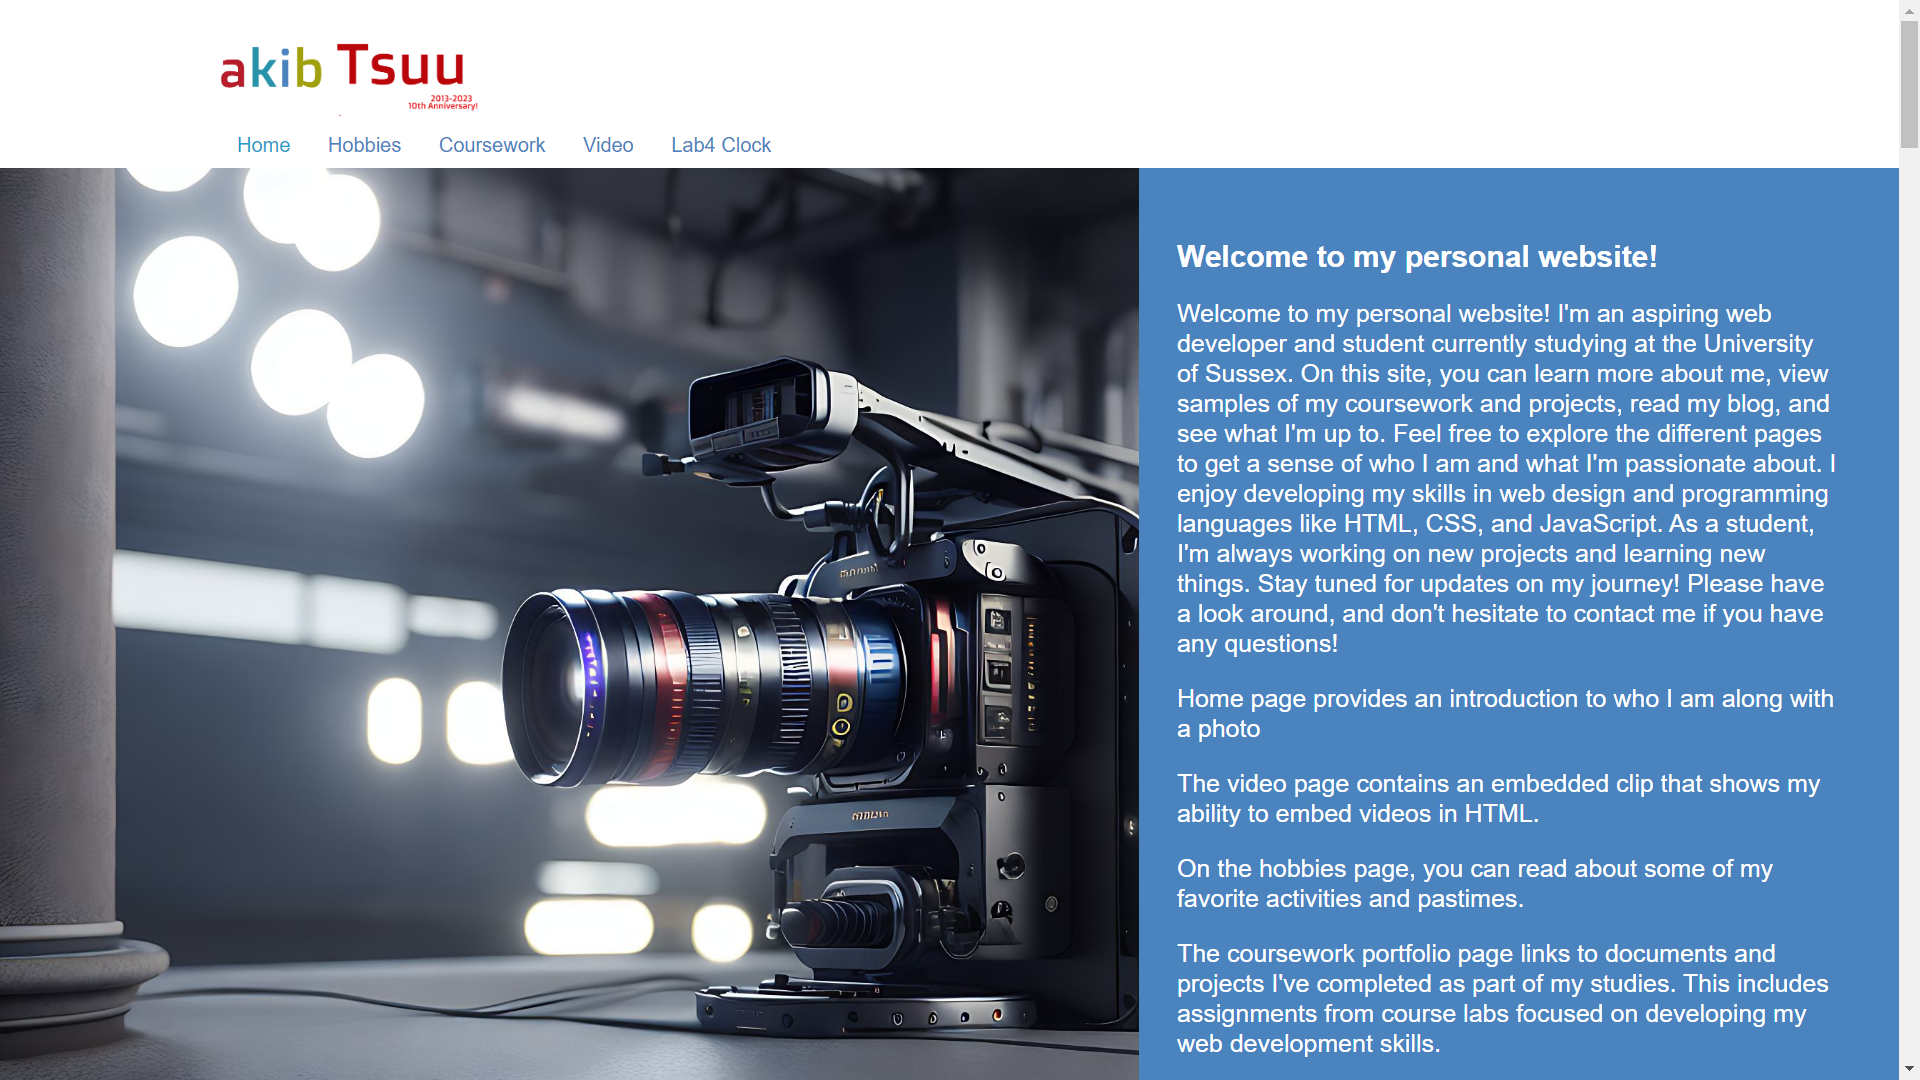 akib Tsuu
2013-2023
10th Anniversary!
Home Hobbies Coursework Video Lab4 Clock
Welcome to my personal website!
Welcome to my personal website! I'm an aspiring web
developer and student currently studying at the University
of Sussex. On this site, you can learn more about me, view
samples of my coursework and projects, read my blog, and
see what I'm up to. Feel free to explore the different pages
to get a sense of who I am and what I'm passionate about. I
enjoy developing my skills in web design and programming
languages like HTML, CSS, and JavaScript. As a student,
I'm always working on new projects and learning new
things. Stay tuned for updates on my journey! Please have
a look around, and don't hesitate to contact me if you have
any questions!
Home page provides an introduction to who I am along with
a photo
The video page contains an embedded clip that shows my
ability to embed videos in HTML.
On the hobbies page, you can read about some of my
favorite activities and pastimes.
The coursework portfolio page links to documents and
projects I've completed as part of my studies. This includes
assignments from course labs focused on developing my
web development skills.